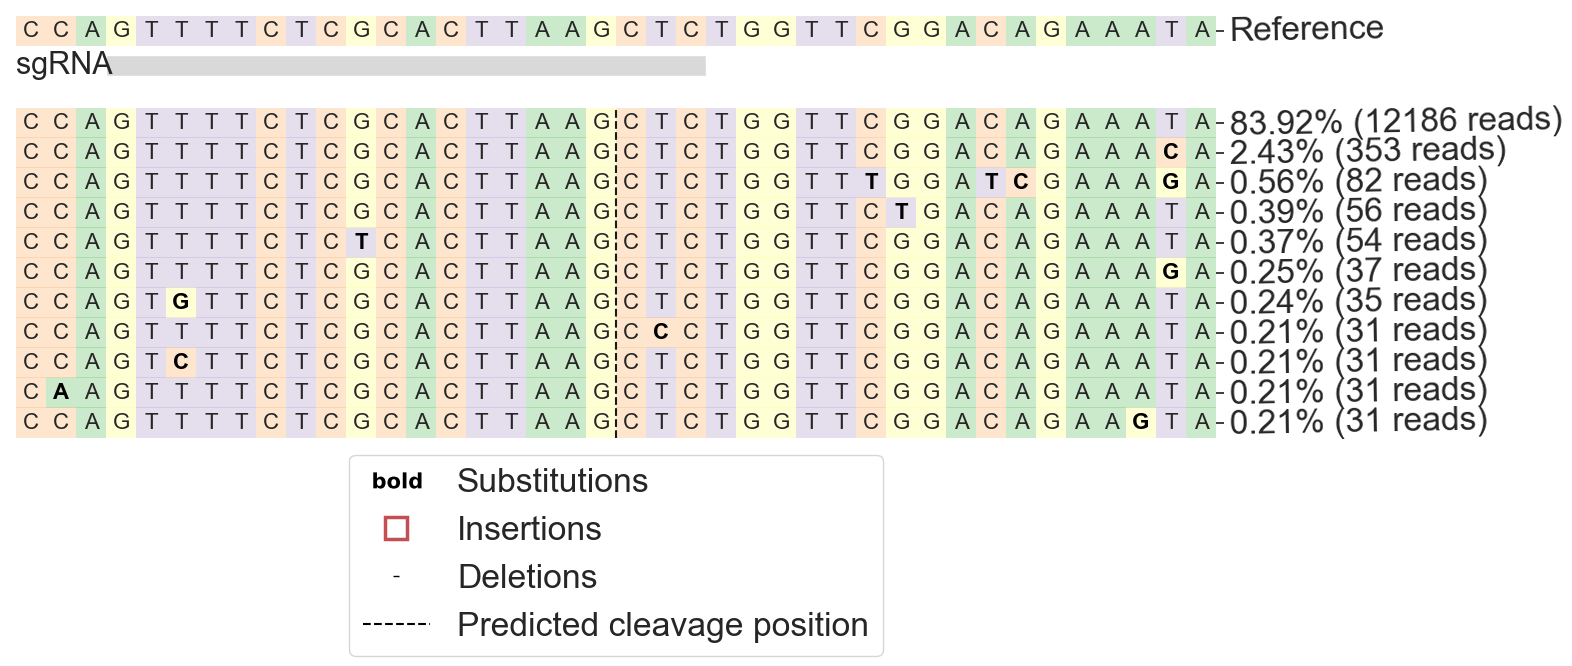 C C A G T T T T C T C G C A C T T A A G C T C T G G T T C G G A C A G A A A T A Reference
sgRNA
C C A G T T T T C T C G C A C T T A A G C T C T G G T T C G G A C A G A A A T A 83.92% (12186 reads)
C C A G T T T T C T C G C A C T T A A G C T C T G G T T C G G A C A G A A A C A 2.43% (353 reads)
C C A G T T T T C T C G C A C T T A A G C T C T G G T T T G G A T C G A A A G A 0.56% (82 reads)
C C A G T T T T C T C G C A C T T A A G C T C T G G T T C T G A C A G A A A T A 0.39% (56 reads)
C C A G T T T T C T C T C A C T T A A G C T C T G G T T C G G A C A G A A A T A 0.37% (54 reads)
C C A G T T T T C T C G C A C T T A A G C T C T G G T T C G G A C A G A A A G A 0.25% (37 reads)
C C A G T G T T C T C G C A C T T A A G C T C T G G T T C G G A C A G A A A T A 0.24% (35 reads)
C C A G T T T T C T C G C A C T T A A G C C C T G G T T C G G A C A G A A A T A 0.21% (31 reads)
C C A G T C T T C T C G C A C T T A A G C T C T G G T T C G G A C A G A A A T A 0.21% (31 reads)
C A A G T T T T C T C G C A C T T A A G C T C T G G T T C G G A C A G A A A T A 0.21% (31 reads)
C C A G T T T T C T C G C A C T T A A G C T C T G G T T C G G A C A G A A G T A 0.21% (31 reads)
bold Substitutions
Insertions
- Deletions
Predicted cleavage position